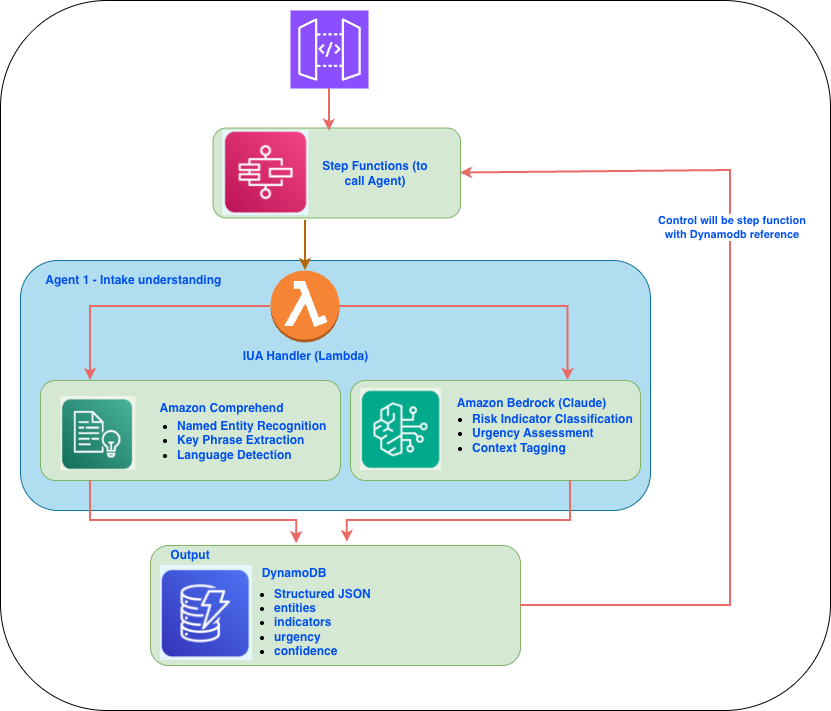 Step Functions (to
call Agent)
Control will be step function
with Dynamodb reference
Agent 1 - Intake understanding
IUA Handler (Lambda)
Amazon Comprehend
Named Entity Recognition
Key Phrase Extraction
Language Detection
Amazon Bedrock (Claude)
Risk Indicator Classification
Urgency Assessment
Context Tagging
Output
DynamoDB
Structured JSON
entities
indicators
urgency
confidence